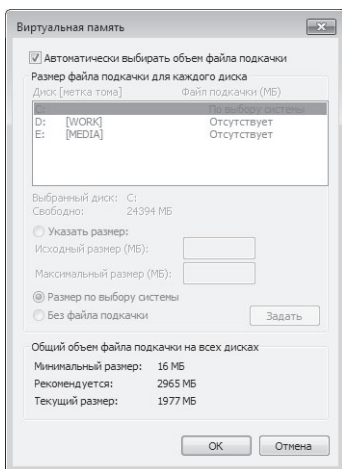 Виртуальная память
Автоматически выбирать объем файла подкачки
Размер файла подкачки для каждого диска
Диск [метка тома] Файл подкачки (МБ)
C: По выбору системы
D: [WORK] Отсутствует
E: [MEDIA] Отсутствует
Выбранный диск: C:
Свободно: 24394 МБ
Указать размер:
Исходный размер (МБ):
Максимальный размер (МБ):
Размер по выбору системы
Без файла подкачки Задать
Общий объем файла подкачки на всех дисках
Минимальный размер: 16 МБ
Рекомендуется: 2965 МБ
Текущий размер: 1977 МБ
OK Отмена